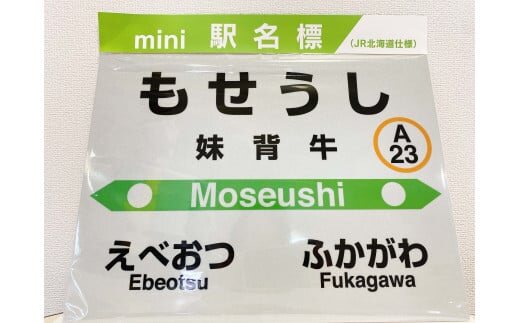 mini 駅名標 (JR北海道仕様)
もせうし
妹背牛
A
23
Moseushi
えべおつ ふかがわ
Ebeotsu Fukagawa